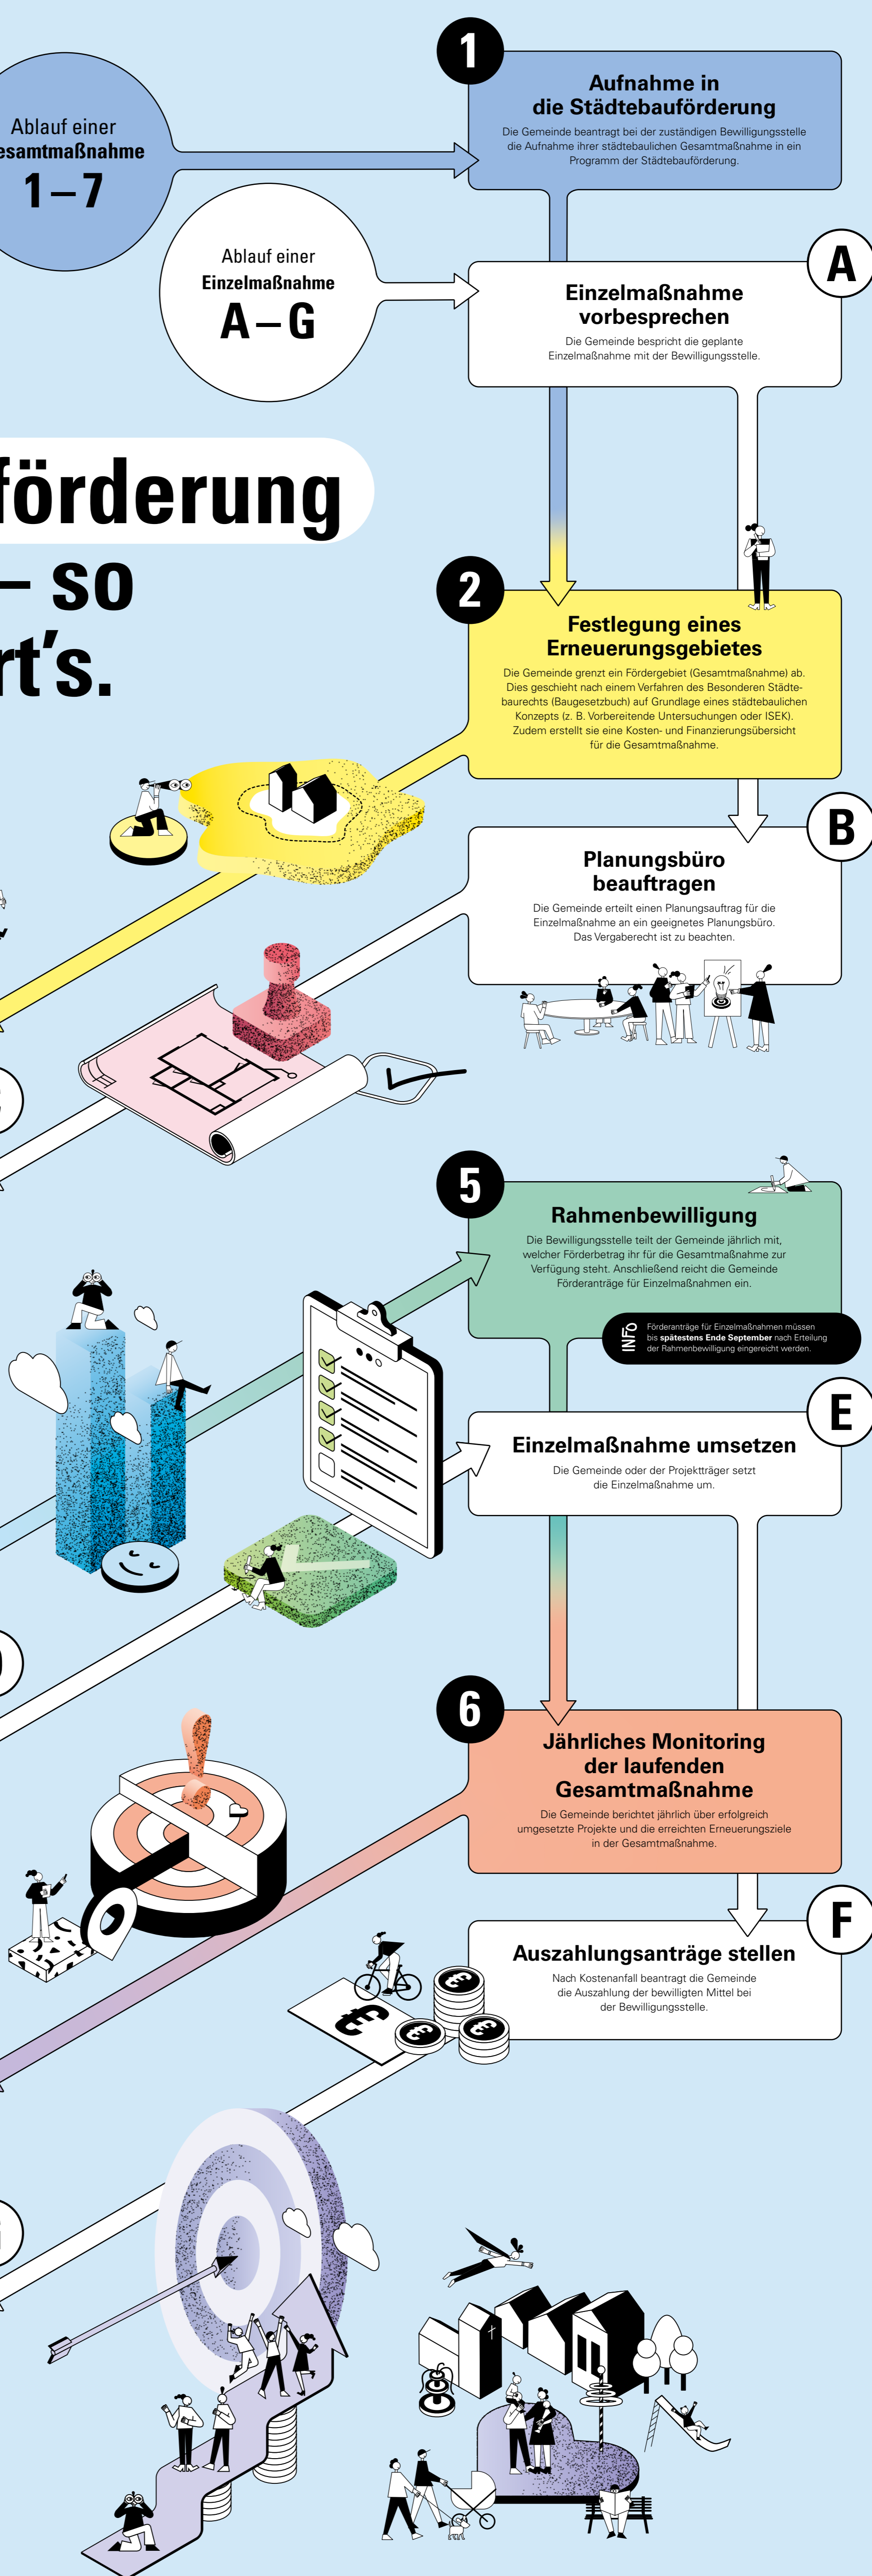 1
Aufnahme in
die Städtebauförderung
Die Gemeinde beantragt bei der zuständigen Bewilligungsstelle
die Aufnahme ihrer städtebaulichen Gesamtmaßnahme in ein
Programm der Städtebauförderung.
Ablauf einer
esamtmaßnahme
1–7
Ablauf einer
Einzelmaßnahme
A–G
A
Einzelmaßnahme
vorbesprechen
Die Gemeinde bespricht die geplante
Einzelmaßnahme mit der Bewilligungsstelle.
förderung
– so
rt's.
2
Festlegung eines
Erneuerungsgebietes
Die Gemeinde grenzt ein Fördergebiet (Gesamtmaßnahme) ab.
Dies geschieht nach einem Verfahren des Besonderen Städte-
baurechts (Baugesetzbuch) auf Grundlage eines städtebaulichen
Konzepts (z. B. Vorbereitende Untersuchungen oder ISEK).
Zudem erstellt sie eine Kosten- und Finanzierungsübersicht
für die Gesamtmaßnahme.
B
Planungsbüro
beauftragen
Die Gemeinde erteilt einen Planungsauftrag für die
Einzelmaßnahme an ein geeignetes Planungsbüro.
Das Vergaberecht ist zu beachten.
5
Rahmenbewilligung
Die Bewilligungsstelle teilt der Gemeinde jährlich mit,
welcher Förderbetrag ihr für die Gesamtmaßnahme zur
Verfügung steht. Anschließend reicht die Gemeinde
Förderanträge für Einzelmaßnahmen ein.
INFO
Förderanträge für Einzelmaßnahmen müssen
bis spätestens Ende September nach Erteilung
der Rahmenbewilligung eingereicht werden.
E
Einzelmaßnahme umsetzen
Die Gemeinde oder der Projektträger setzt
die Einzelmaßnahme um.
6
Jährliches Monitoring
der laufenden
Gesamtmaßnahme
Die Gemeinde berichtet jährlich über erfolgreich
umgesetzte Projekte und die erreichten Erneuerungsziele
in der Gesamtmaßnahme.
F
Auszahlungsanträge stellen
Nach Kostenanfall beantragt die Gemeinde
die Auszahlung der bewilligten Mittel bei
der Bewilligungsstelle.
€
€
€
€